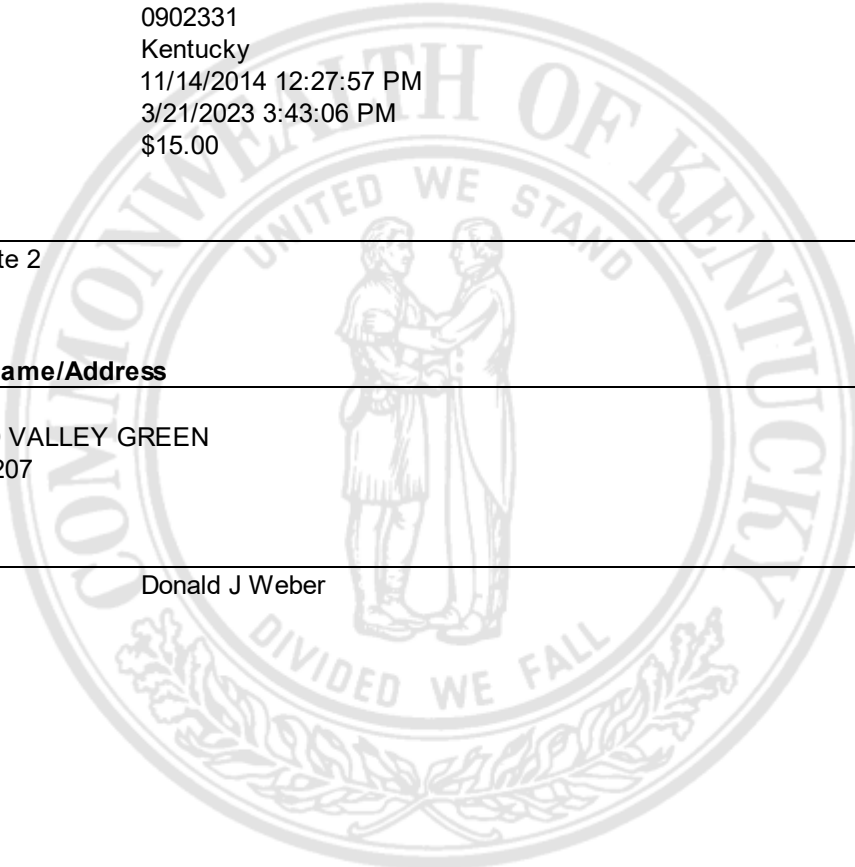 0902331
Kentucky
11/14/2014 12:27:57 PM
3/21/2023 3:43:06 PM
$15.00
te 2
ame/Address
VALLEY GREEN
207
Donald J Weber
COMMONWEALTH OF KENTUCKY
UNITED WE STAND
DIVIDED WE FALL